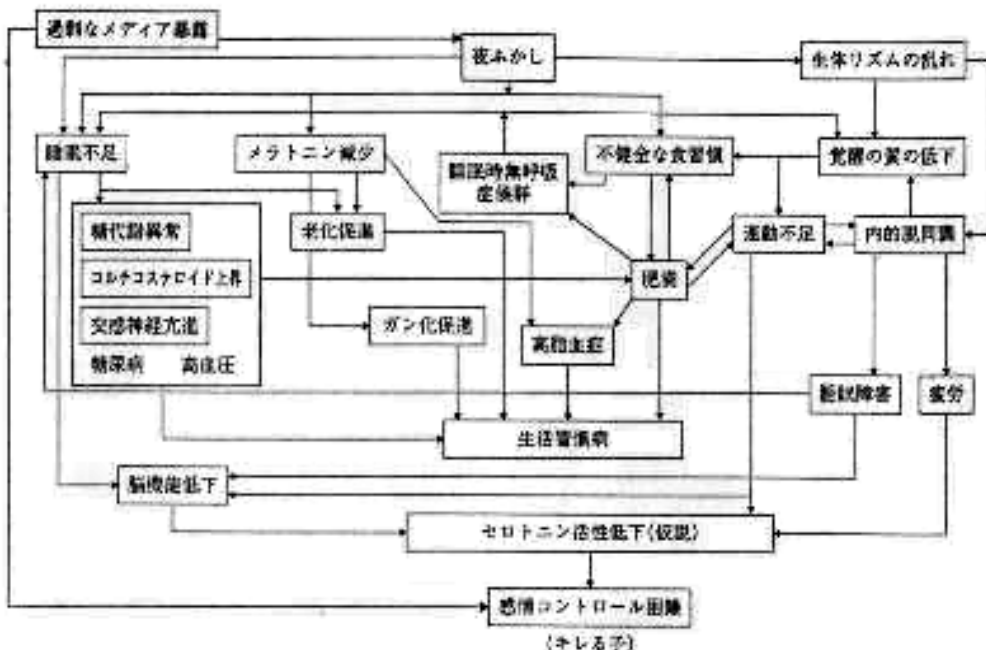 過剰なメディア暴露
夜ふかし
生体リズムの乱れ
睡眠不足
メラトニン減少
睡眠時無呼吸
症候群
不健全な食習慣
覚醒の質の低下
糖代謝異常
コルチコステロイド上昇
交感神経亢進
糖尿病 高血圧
老化促進
肥満
運動不足
内的脱同調
ガン化促進
高脂血症
睡眠障害
疲労
生活習慣病
脳機能低下
セロトニン活性低下(仮説)
感情コントロール困難
(キレる子)